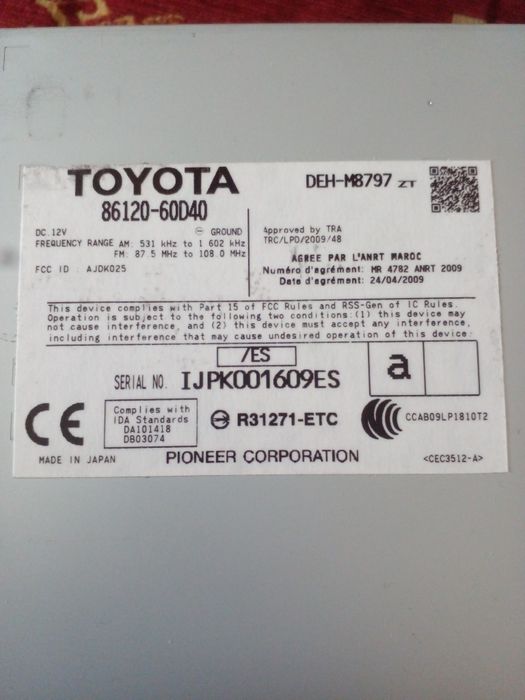 TOYOTA
86120-60D40
DEH-M8797 ZT
DC.12V ⊖ GROUND
FREQUENCY RANGE AM: 531 kHz to 1 602 kHz
FM: 87.5 MHz to 108.0 MHz
FCC ID : AJDK025
Approved by TRA
TRC/LPD/2009/48
AGREE PAR L'ANRT MAROC
Numéro d'agrément: MR 4782 ANRT 2009
Date d'agrément: 24/04/2009
This device complies with Part 15 of FCC Rules and RSS-Gen of IC Rules.
Operation is subject to the following two conditions:(1) this device may
not cause interference, and (2) this device must accept any interference,
including interference that may cause undesired operation of this device.
/ES
SERIAL NO. IJPK001609ES
a
CE
Complies with
IDA Standards
DA101418
DB03074
R31271-ETC
CCAB09LP1810T2
MADE IN JAPAN
PIONEER CORPORATION
<CEC3512-A>